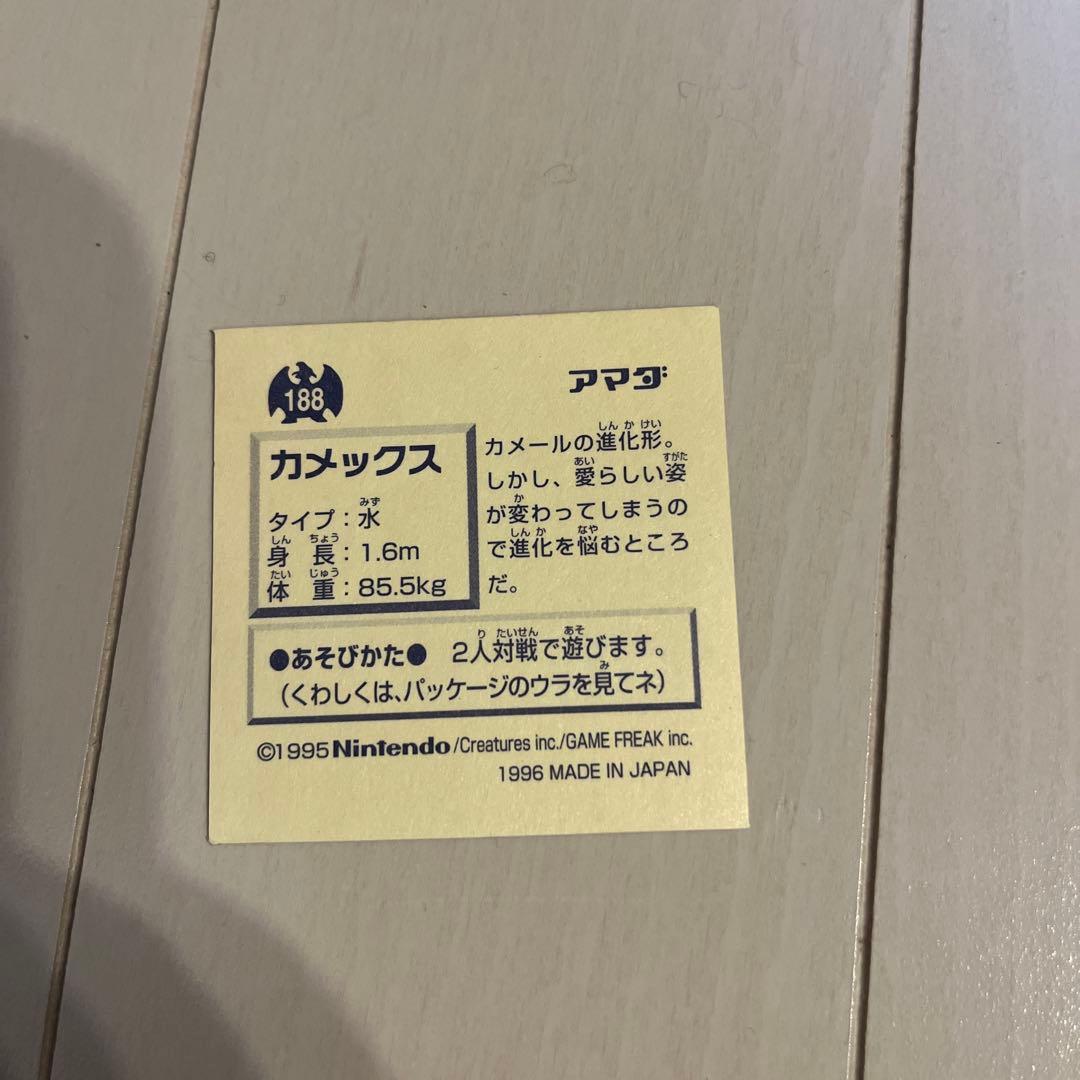 188
アマダ
カメックス
タイプ：水
身長：1.6m
体重：85.5kg
カメールの進化形。
しかし、愛らしい姿
が変わってしまうの
で進化を悩むところ
だ。
●あそびかた● 2人対戦で遊びます。
（くわしくは、パッケージのウラを見てネ）
©1995 Nintendo/Creatures inc./GAME FREAK inc.
1996 MADE IN JAPAN